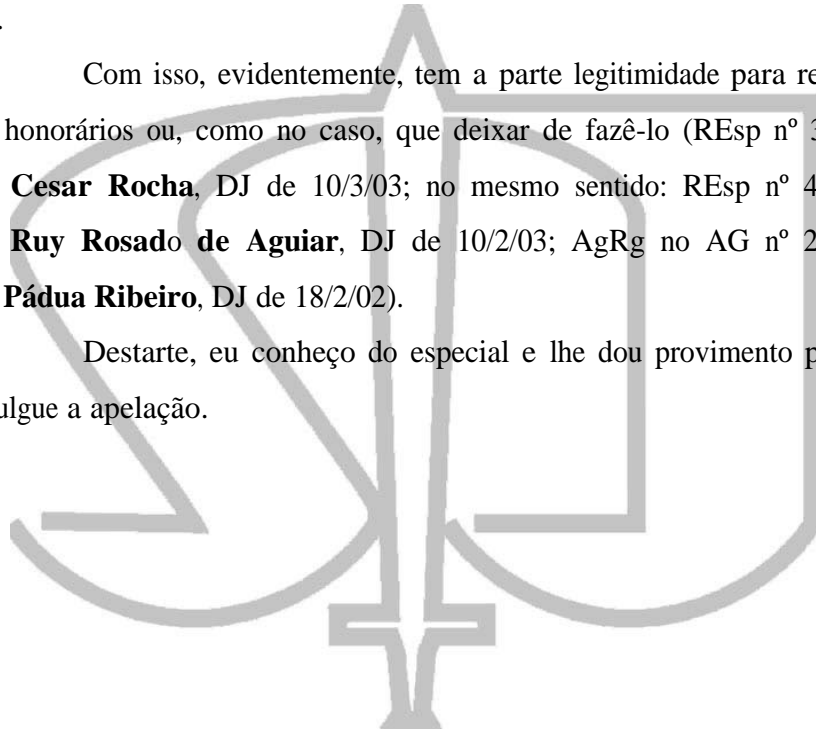 .
Com isso, evidentemente, tem a parte legitimidade para re
honorários ou, como no caso, que deixar de fazê-lo (REsp nº 3
Cesar Rocha, DJ de 10/3/03; no mesmo sentido: REsp nº 4
Ruy Rosado de Aguiar, DJ de 10/2/03; AgRg no AG nº 2
Pádua Ribeiro, DJ de 18/2/02).
Destarte, eu conheço do especial e lhe dou provimento p
ulgue a apelação.